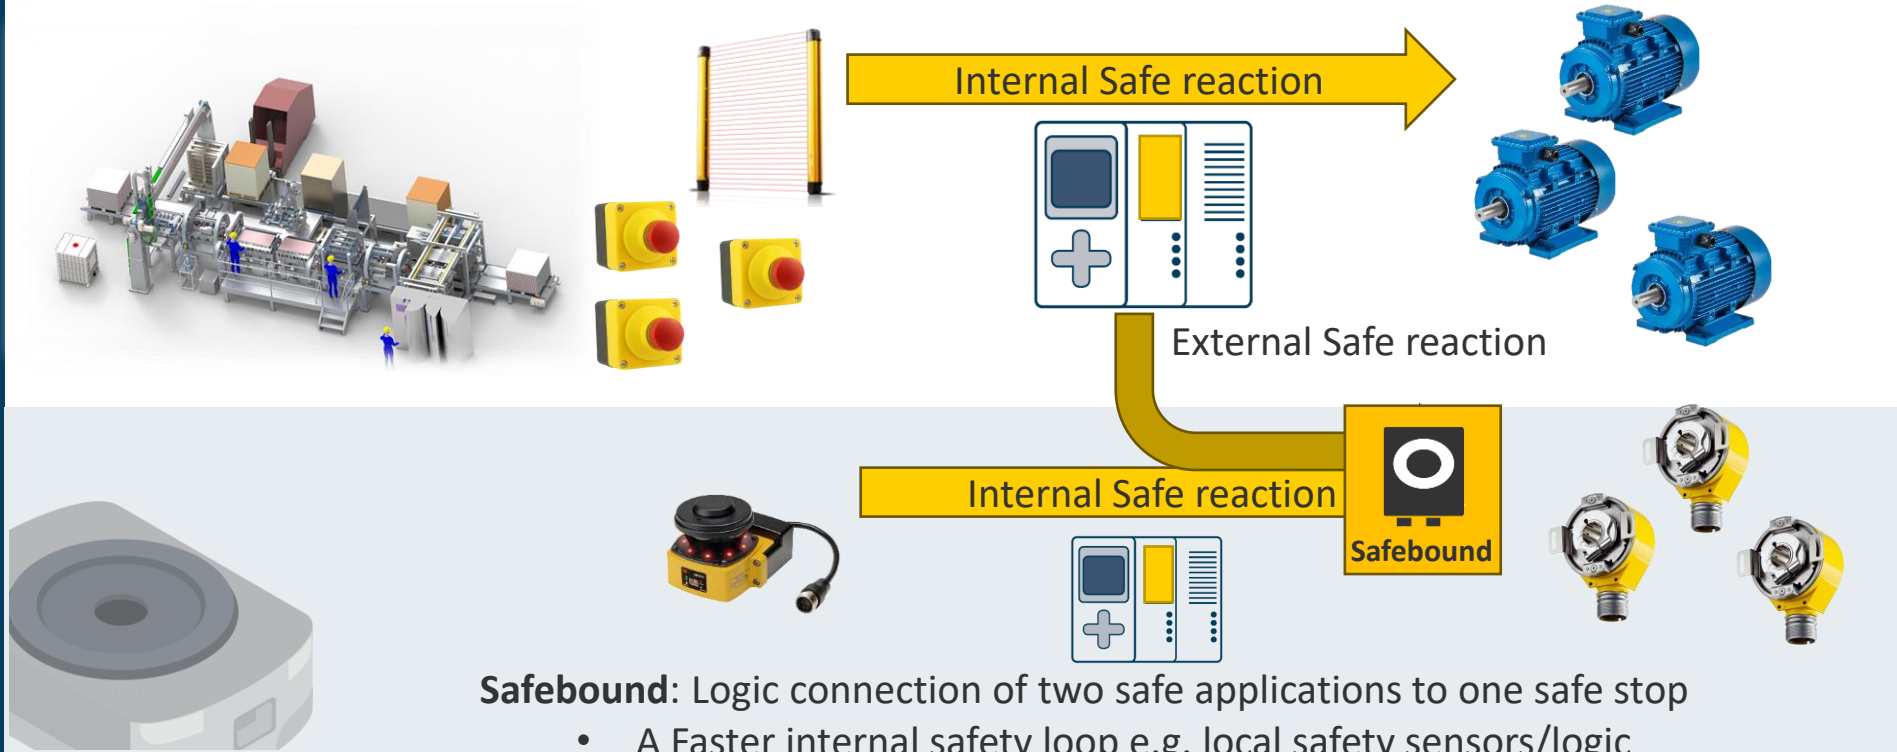 Internal Safe reaction
External Safe reaction
Internal Safe reaction
Safebound
Safebound: Logic connection of two safe applications to one safe stop
• A Faster internal safety loop e.g. local safety sensors/logic